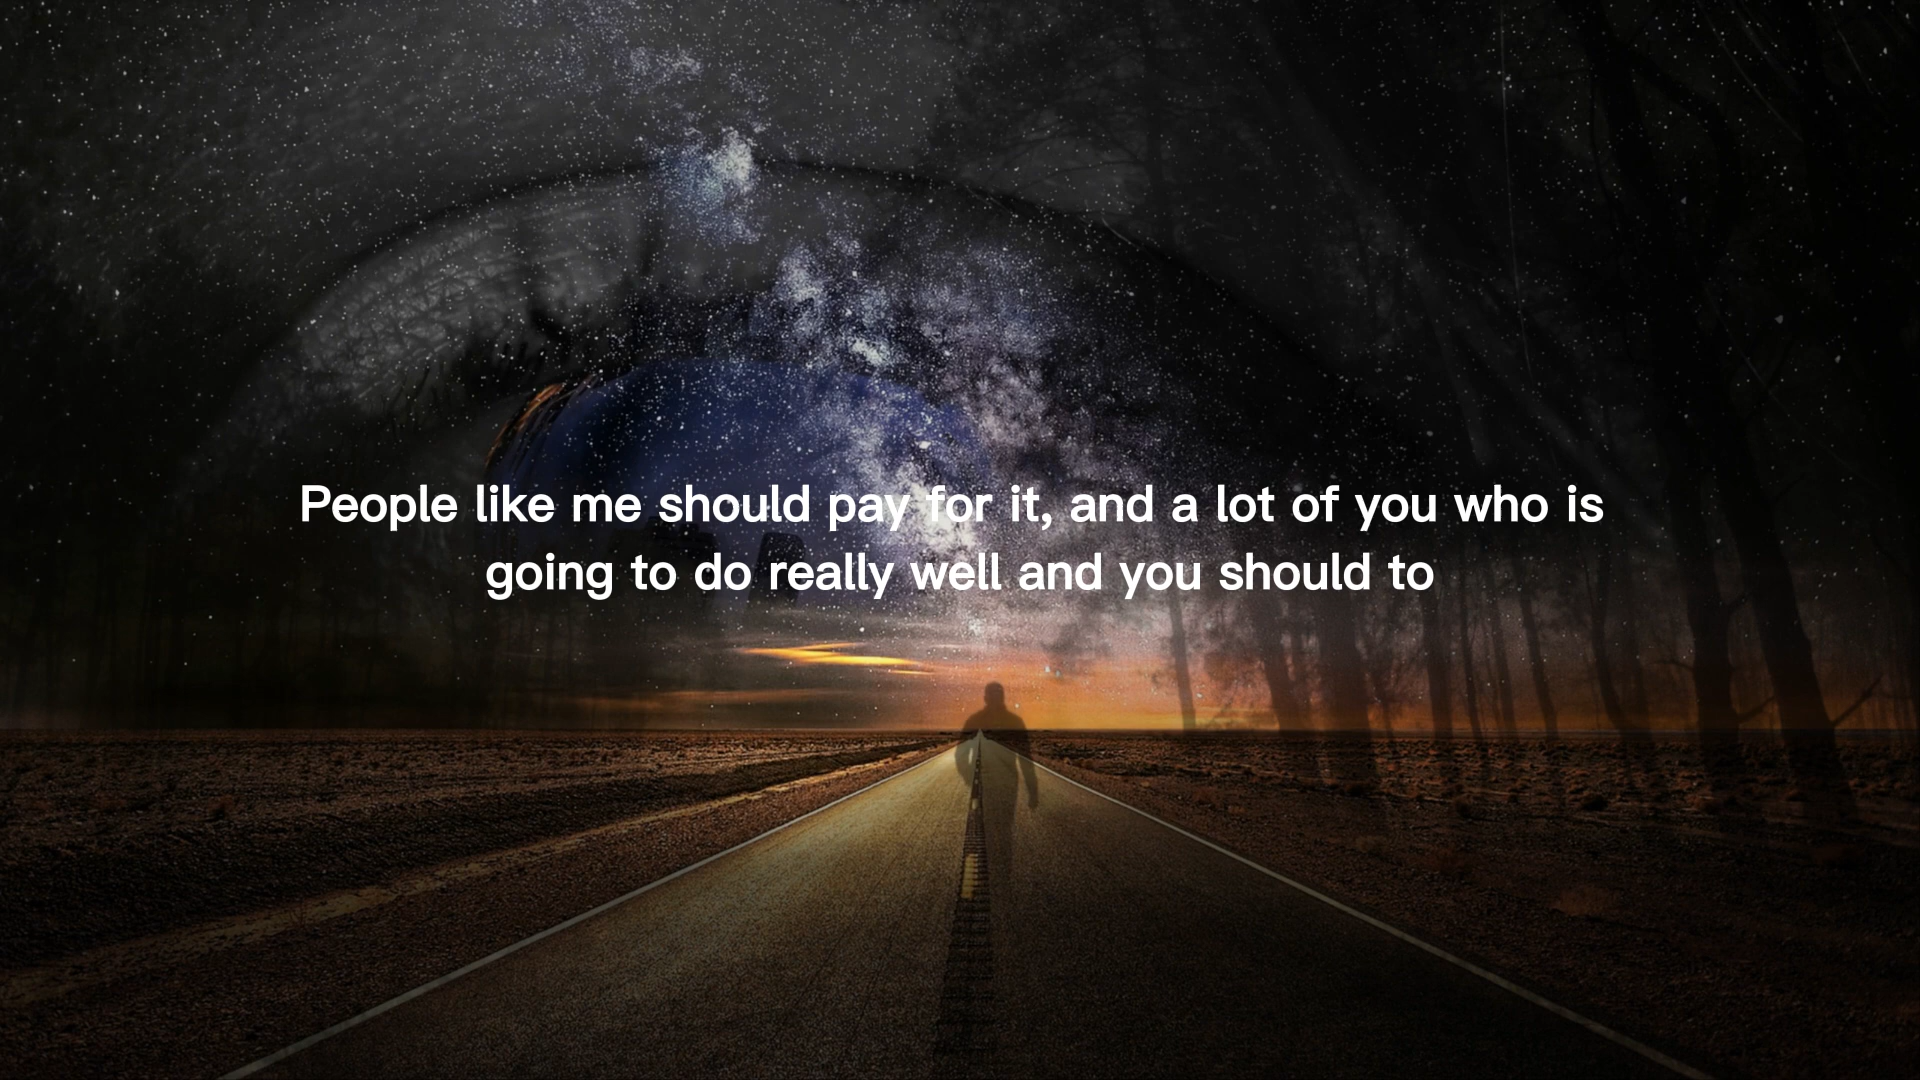 People like me should pay for it, and a lot of you who is
going to do really well and you should to